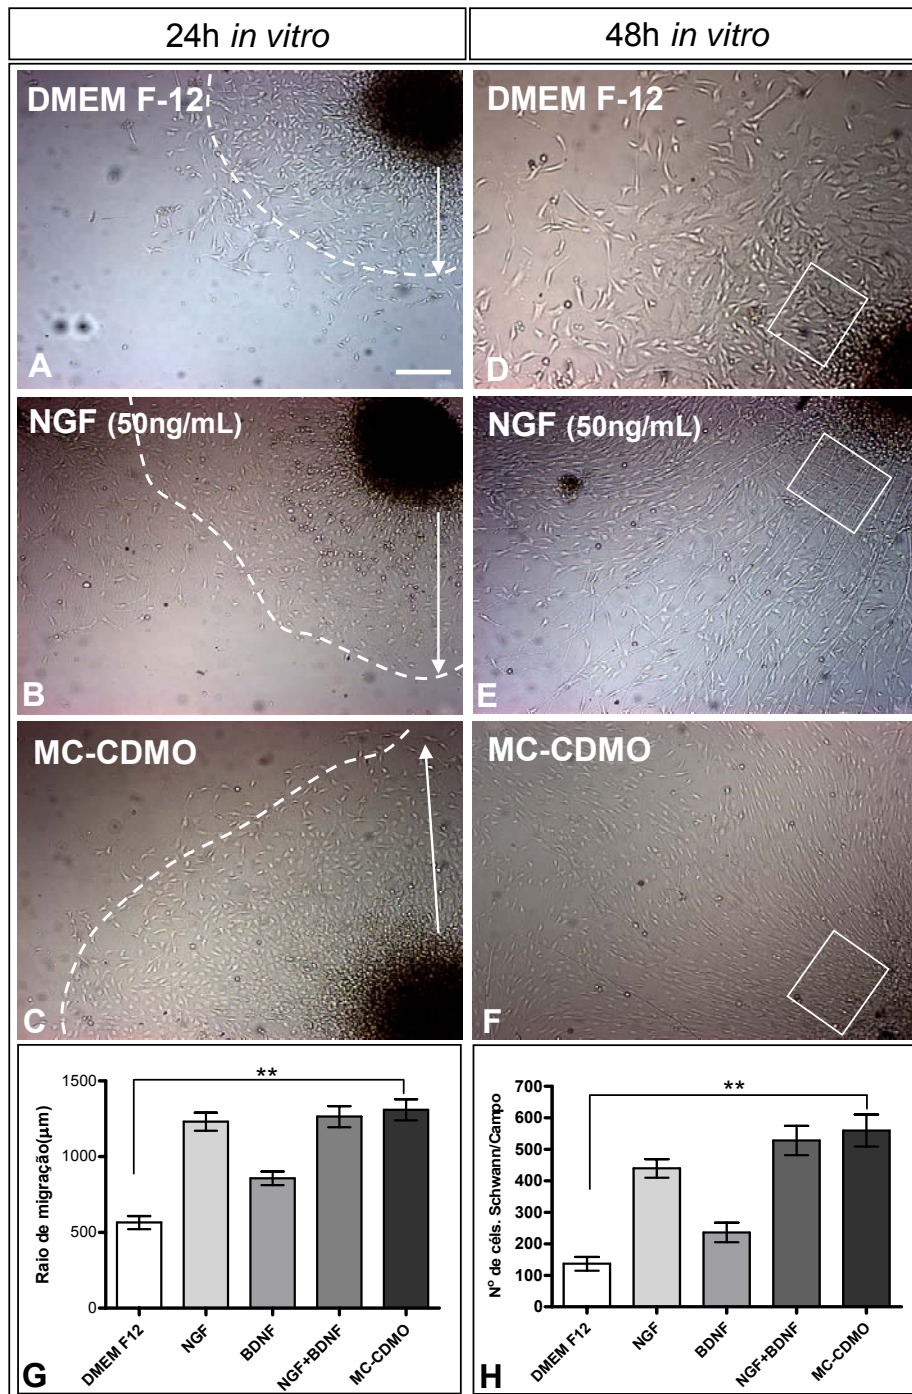 24h in vitro
48h in vitro
DMEM F-12
A
DMEM F-12
D
NGF (50ng/mL)
B
NGF (50ng/mL)
E
MC-CDMO
C
MC-CDMO
F
**
1500
1000
500
0
Raio de migração(µm)
DMEM F12
NGF
BDNF
NGF+BDNF
MC-CDMO
G
**
700
600
500
400
300
200
100
0
Nº de céls. Schwann/Campo
DMEM F12
NGF
BDNF
NGF+BDNF
MC-CDMO
H